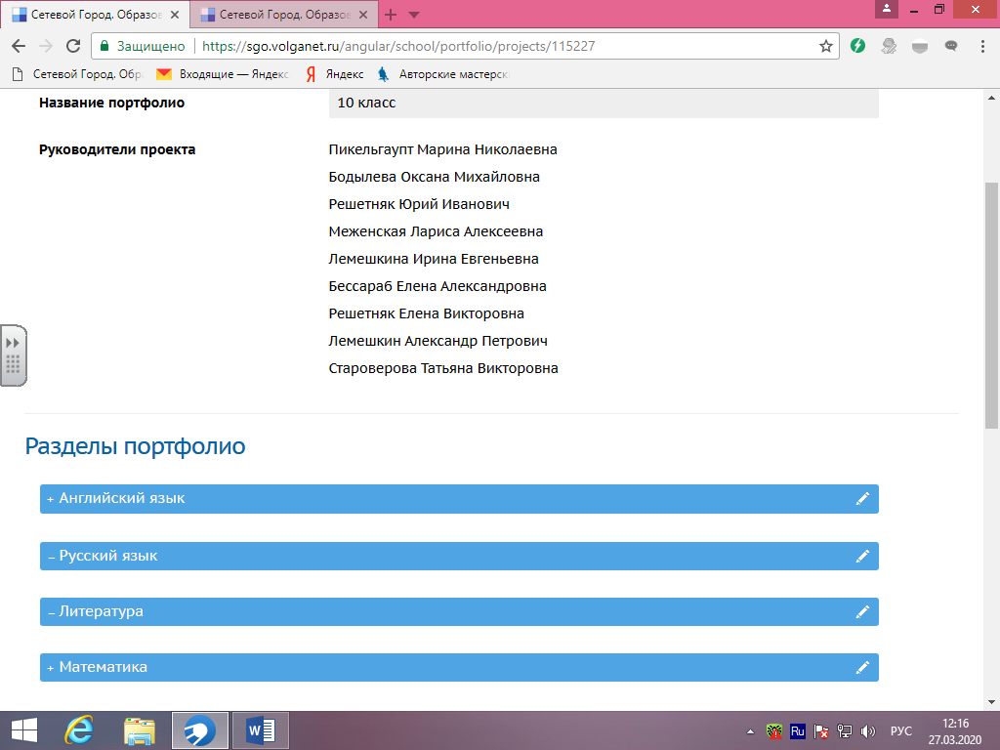 Сетевой Город. Образов
Сетевой Город. Образов
Защищено
https://sgo.volganet.ru/angular/school/portfolio/projects/115227
Сетевой Город. Обр
Входящие — Яндекс
Яндекс
Авторские мастерск
Название портфолио
10 класс
Руководители проекта
Пикельгаупт Марина Николаевна
Бодылева Оксана Михайловна
Решетняк Юрий Иванович
Меженская Лариса Алексеевна
Лемешкина Ирина Евгеньевна
Бессараб Елена Александровна
Решетняк Елена Викторовна
Лемешкин Александр Петрович
Староверова Татьяна Викторовна
Разделы портфолио
+ Английский язык
– Русский язык
– Литература
+ Математика
Ru
РУС
12:16
27.03.2020